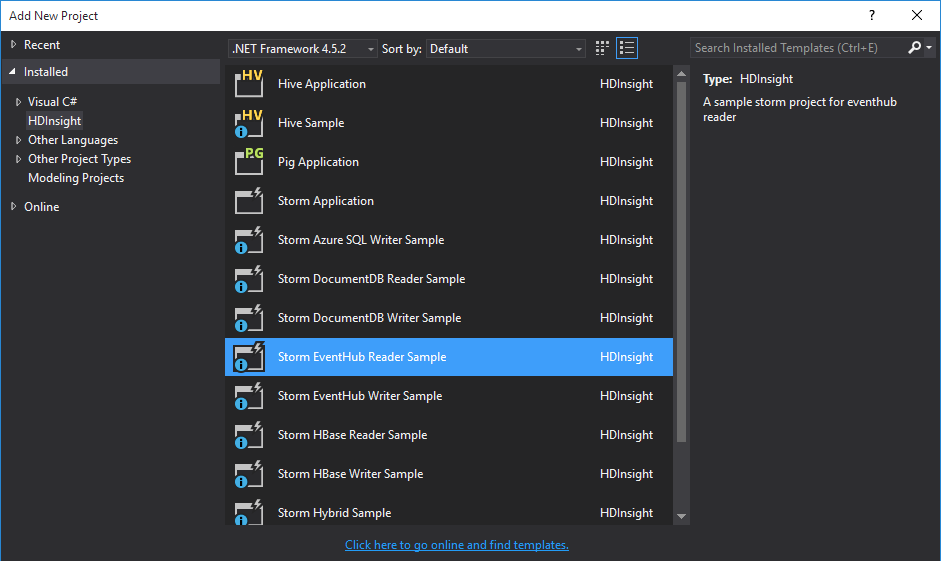 Add New Project
?
Recent
.NET Framework 4.5.2
Sort by:
Default
Search Installed Templates (Ctrl+E)
Installed
Visual C#
HDInsight
Other Languages
Other Project Types
Modeling Projects
Online
HV Hive Application HDInsight
HV i Hive Sample HDInsight
P.G Pig Application HDInsight
Storm Application HDInsight
i Storm Azure SQL Writer Sample HDInsight
i Storm DocumentDB Reader Sample HDInsight
i Storm DocumentDB Writer Sample HDInsight
i Storm EventHub Reader Sample HDInsight
i Storm EventHub Writer Sample HDInsight
i Storm HBase Reader Sample HDInsight
i Storm HBase Writer Sample HDInsight
i Storm Hybrid Sample HDInsight
Type: HDInsight
A sample storm project for eventhub
reader
Click here to go online and find templates.